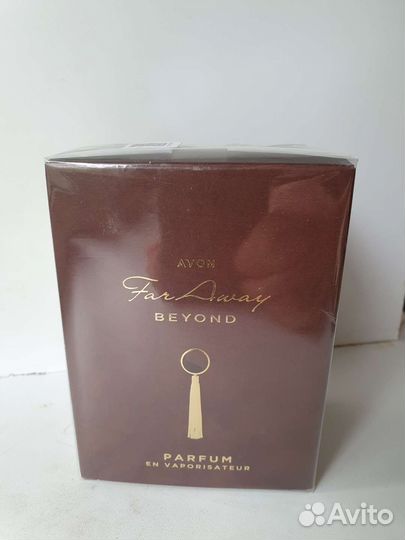 AVON
Far Away
BEYOND
PARFUM
EN VAPORISATEUR
Avito